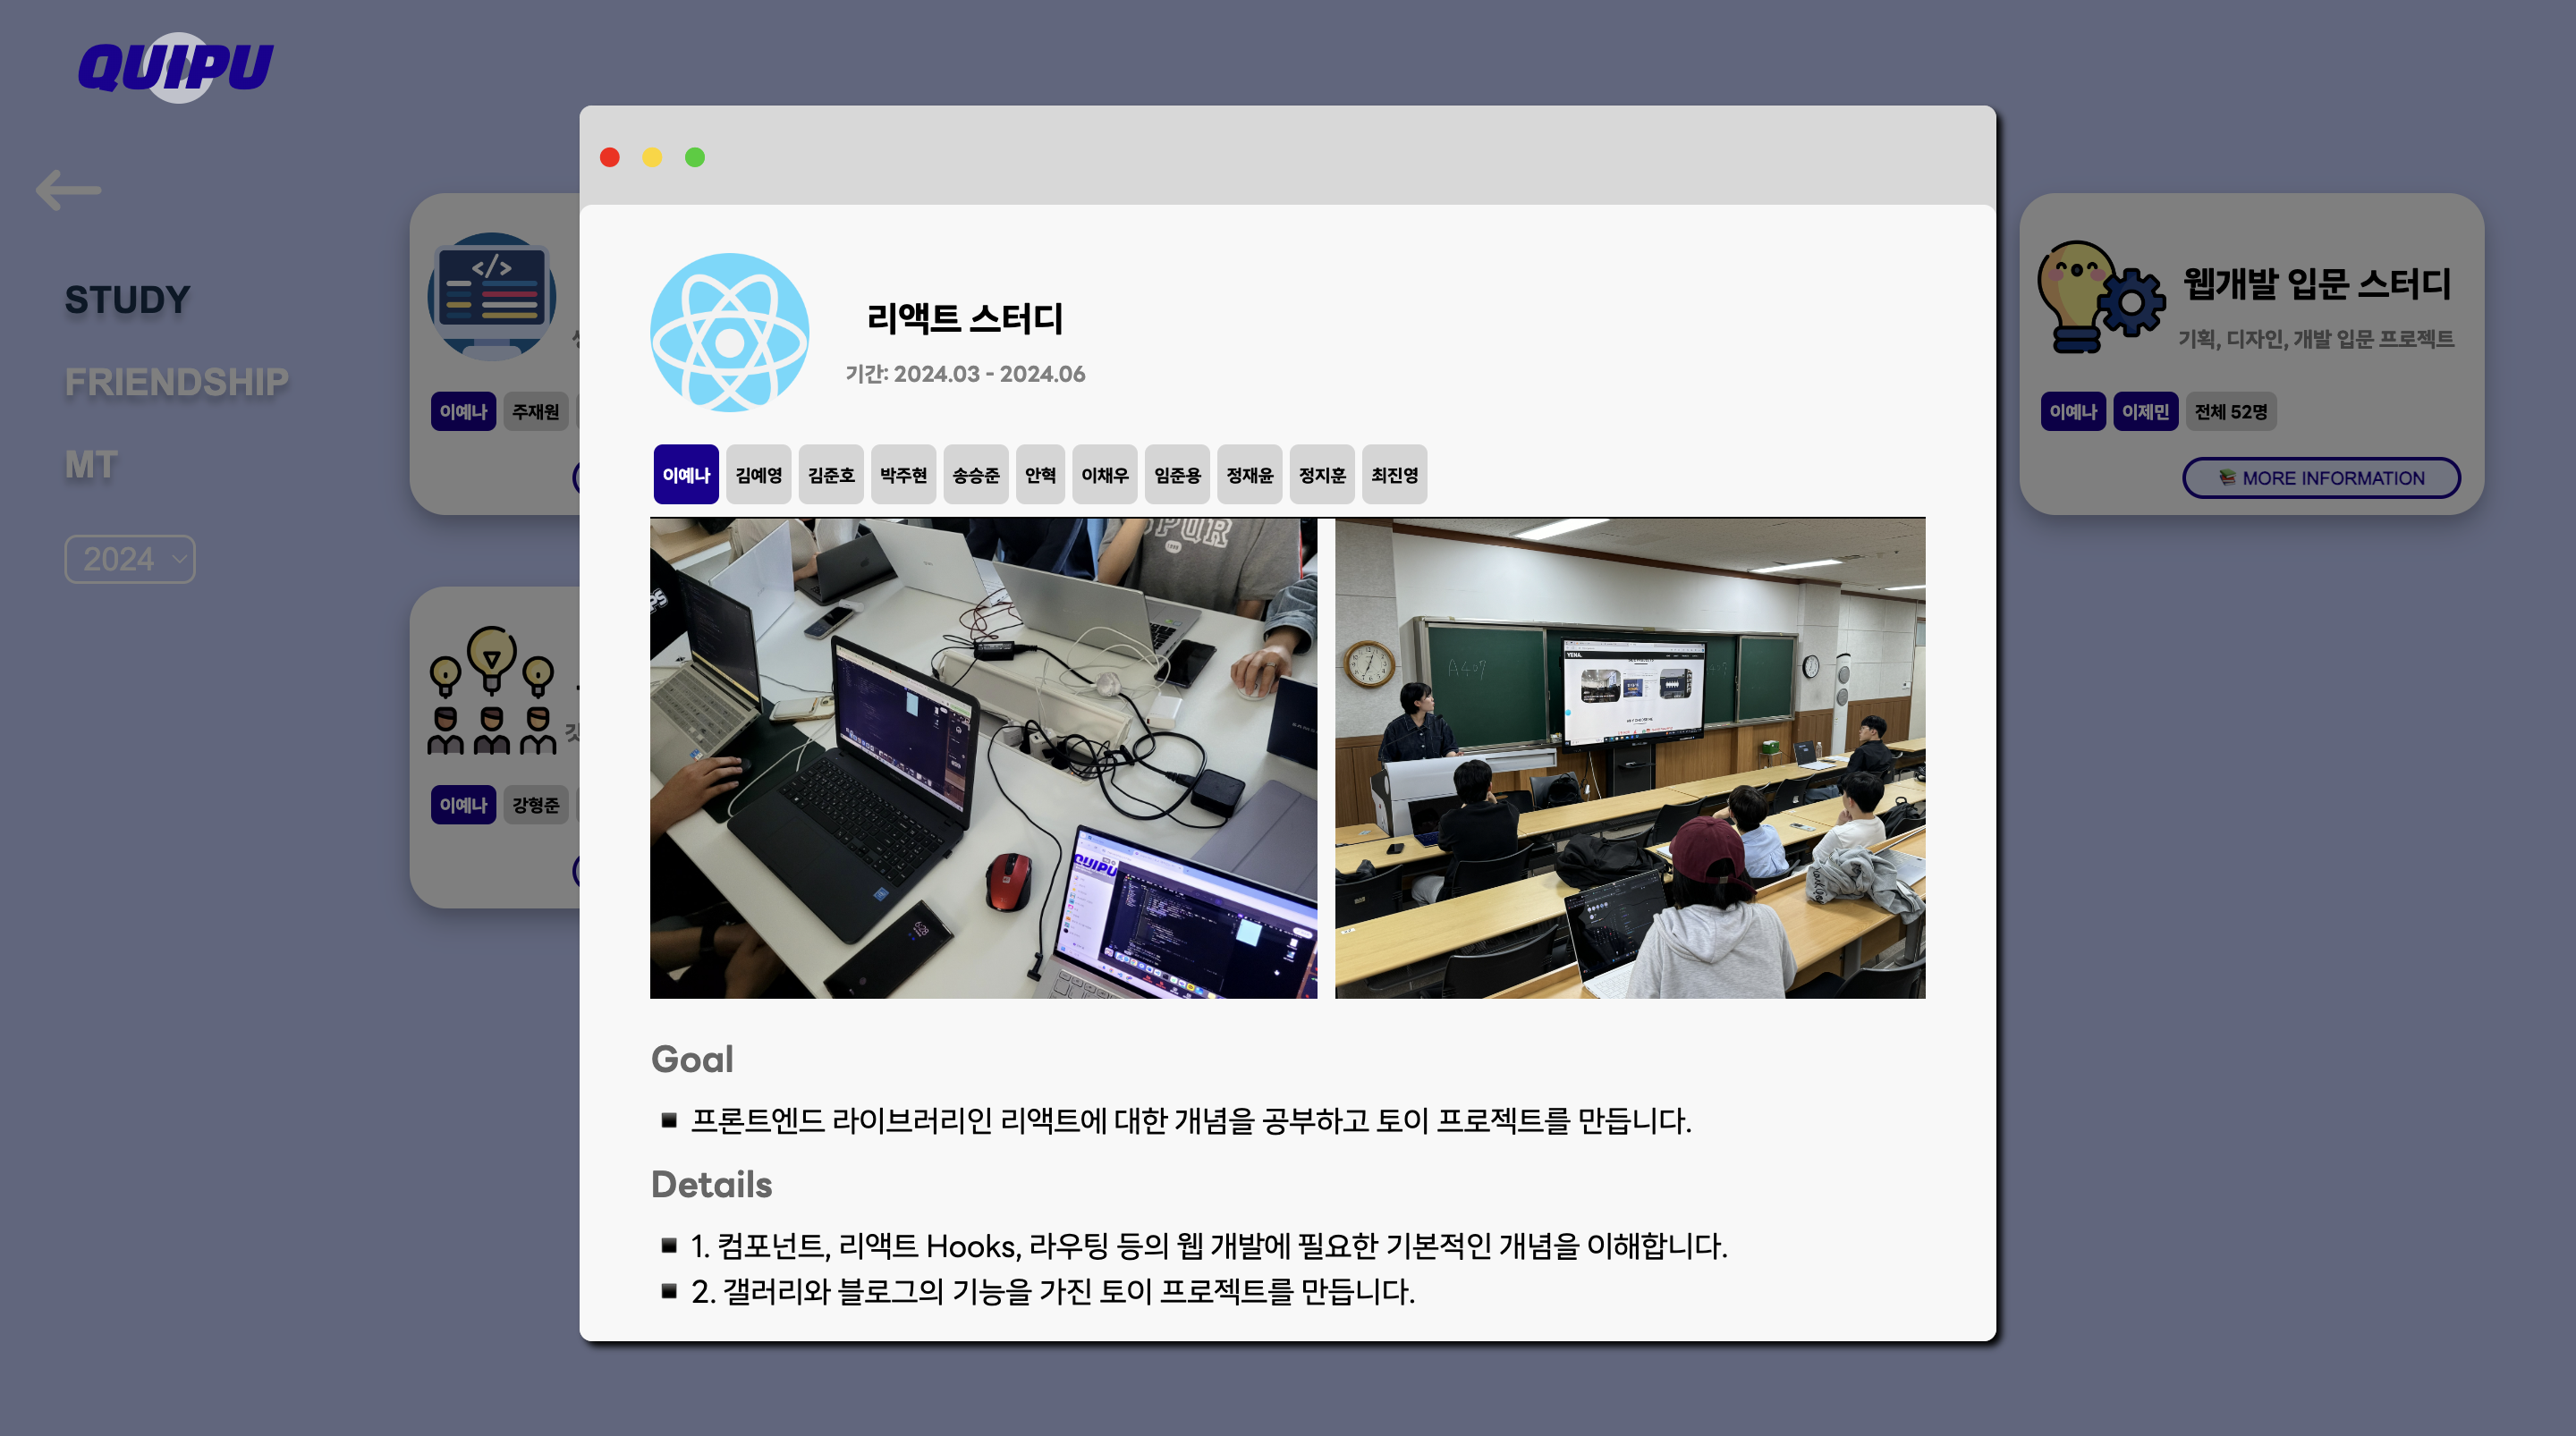 QUIPU
STUDY
FRIENDSHIP
MT
2024
</>
이예나 주재원
이예나 강형준
리액트 스터디
기간: 2024.03 - 2024.06
이예나 김예영 김준호 박주현 송승준 안혁 이채우 임준용 정재윤 정지훈 최진영
A407
YENA.
QUIPU
6:28
Goal
프론트엔드 라이브러리인 리액트에 대한 개념을 공부하고 토이 프로젝트를 만듭니다.
Details
1. 컴포넌트, 리액트 Hooks, 라우팅 등의 웹 개발에 필요한 기본적인 개념을 이해합니다.
2. 갤러리와 블로그의 기능을 가진 토이 프로젝트를 만듭니다.
웹개발 입문 스터디
기획, 디자인, 개발 입문 프로젝트
이예나 이제민 전체 52명
MORE INFORMATION